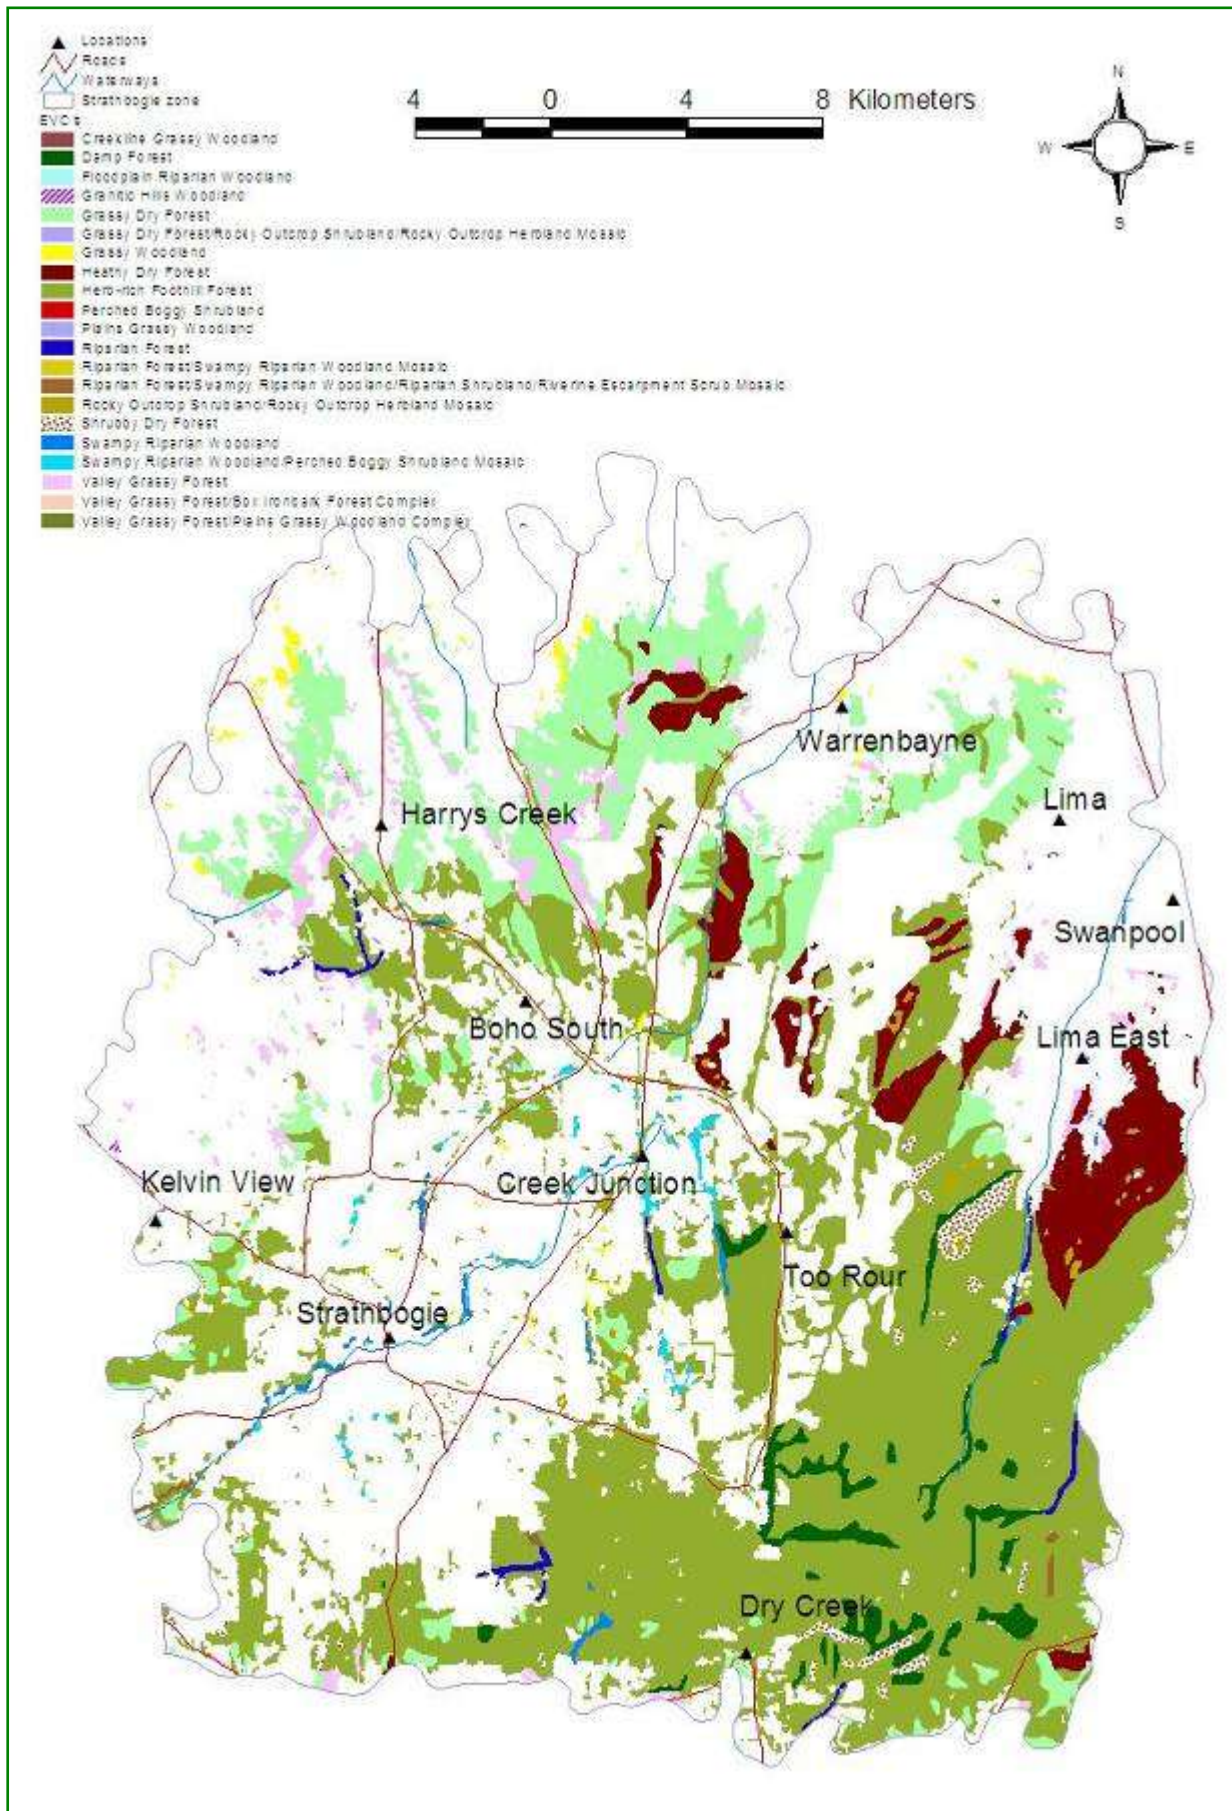 Locations
Roads
Waterways
Strathbogie zone
EVCs
Creekline Grassy Woodland
Damp Forest
Floodplain Riparian Woodland
Granitic Hills Woodland
Grassy Dry Forest
Grassy Dry Forest/Rocky Outcrop Shrubland/Rocky Outcrop Herbland Mosaic
Grassy Woodland
Heathy Dry Forest
Herb-rich Foothill Forest
Perched Boggy Shrubland
Plains Grassy Woodland
Riparian Forest
Riparian Forest/Swampy Riparian Woodland Mosaic
Riparian Forest/Swampy Riparian Woodland/Riparian Shrubland/Riverine Escarpment Scrub Mosaic
Rocky Outcrop Shrubland/Rocky Outcrop Herbland Mosaic
Shrubby Dry Forest
Swampy Riparian Woodland
Swampy Riparian Woodland/Perched Boggy Shrubland Mosaic
Valley Grassy Forest
Valley Grassy Forest/Box Ironbark Forest Complex
Valley Grassy Forest/Plains Grassy Woodland Complex
4 0 4 8 Kilometers
N
W E
S
Warrenbayne
Lima
Harrys Creek
Swanpool
Boho South
Lima East
Kelvin View
Creek Junction
Too Rour
Strathbogie
Dry Creek